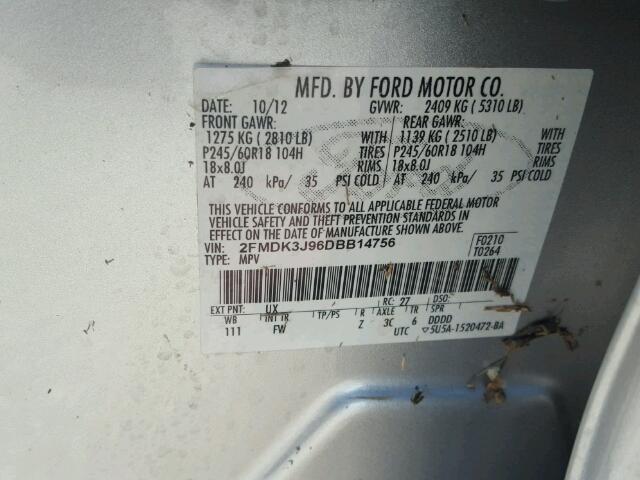 MFD. BY FORD MOTOR CO.
DATE: 10/12 GVWR: 2409 KG ( 5310 LB)
FRONT GAWR: REAR GAWR:
1275 KG ( 2810 LB) WITH 1139 KG ( 2510 LB) WITH
P245/60R18 104H TIRES P245/60R18 104H TIRES
18x8.0J RIMS 18x8.0J RIMS
AT 240 kPa/ 35 PSI COLD AT 240 kPa/ 35 PSI COLD
THIS VEHICLE CONFORMS TO ALL APPLICABLE FEDERAL MOTOR
VEHICLE SAFETY AND THEFT PREVENTION STANDARDS IN
EFFECT ON THE DATE OF MANUFACTURE SHOWN ABOVE.
VIN: 2FMDK3J96DBB14756 F0210
TYPE: MPV T0264
EXT PNT: UX RC: 27 DSO:
WB INT TR TP/PS R AXLE TR SPR
111 FW Z 3C 6 DDDD
UTC ▽5U5A-1520472-BA
Ford